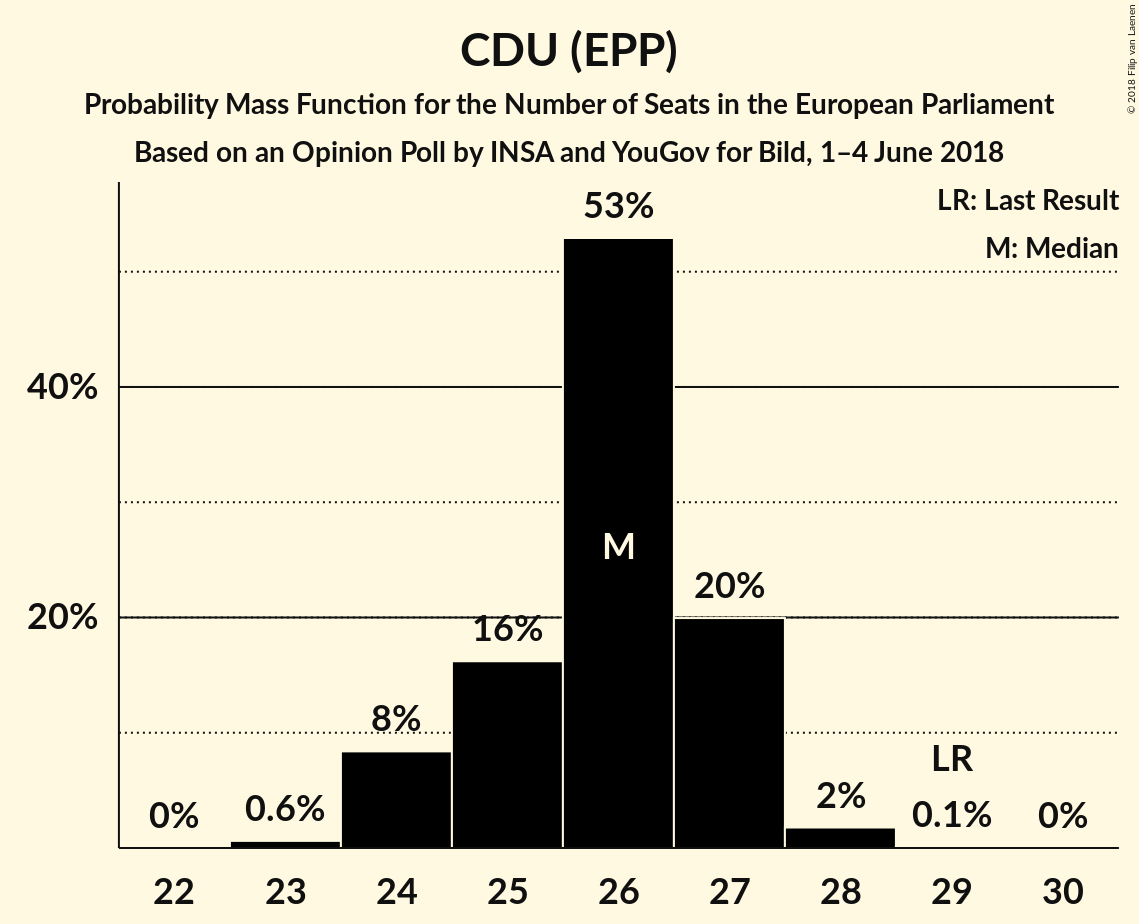 CDU (EPP)
Probability Mass Function for the Number of Seats in the European Parliament
Based on an Opinion Poll by INSA and YouGov for Bild, 1–4 June 2018
© 2018 Filip van Laenen
LR: Last Result
M: Median
53%
40%
M
20%
20%
16%
8%
LR
2%
0.6%
0.1%
0%
0%
22 23 24 25 26 27 28 29 30